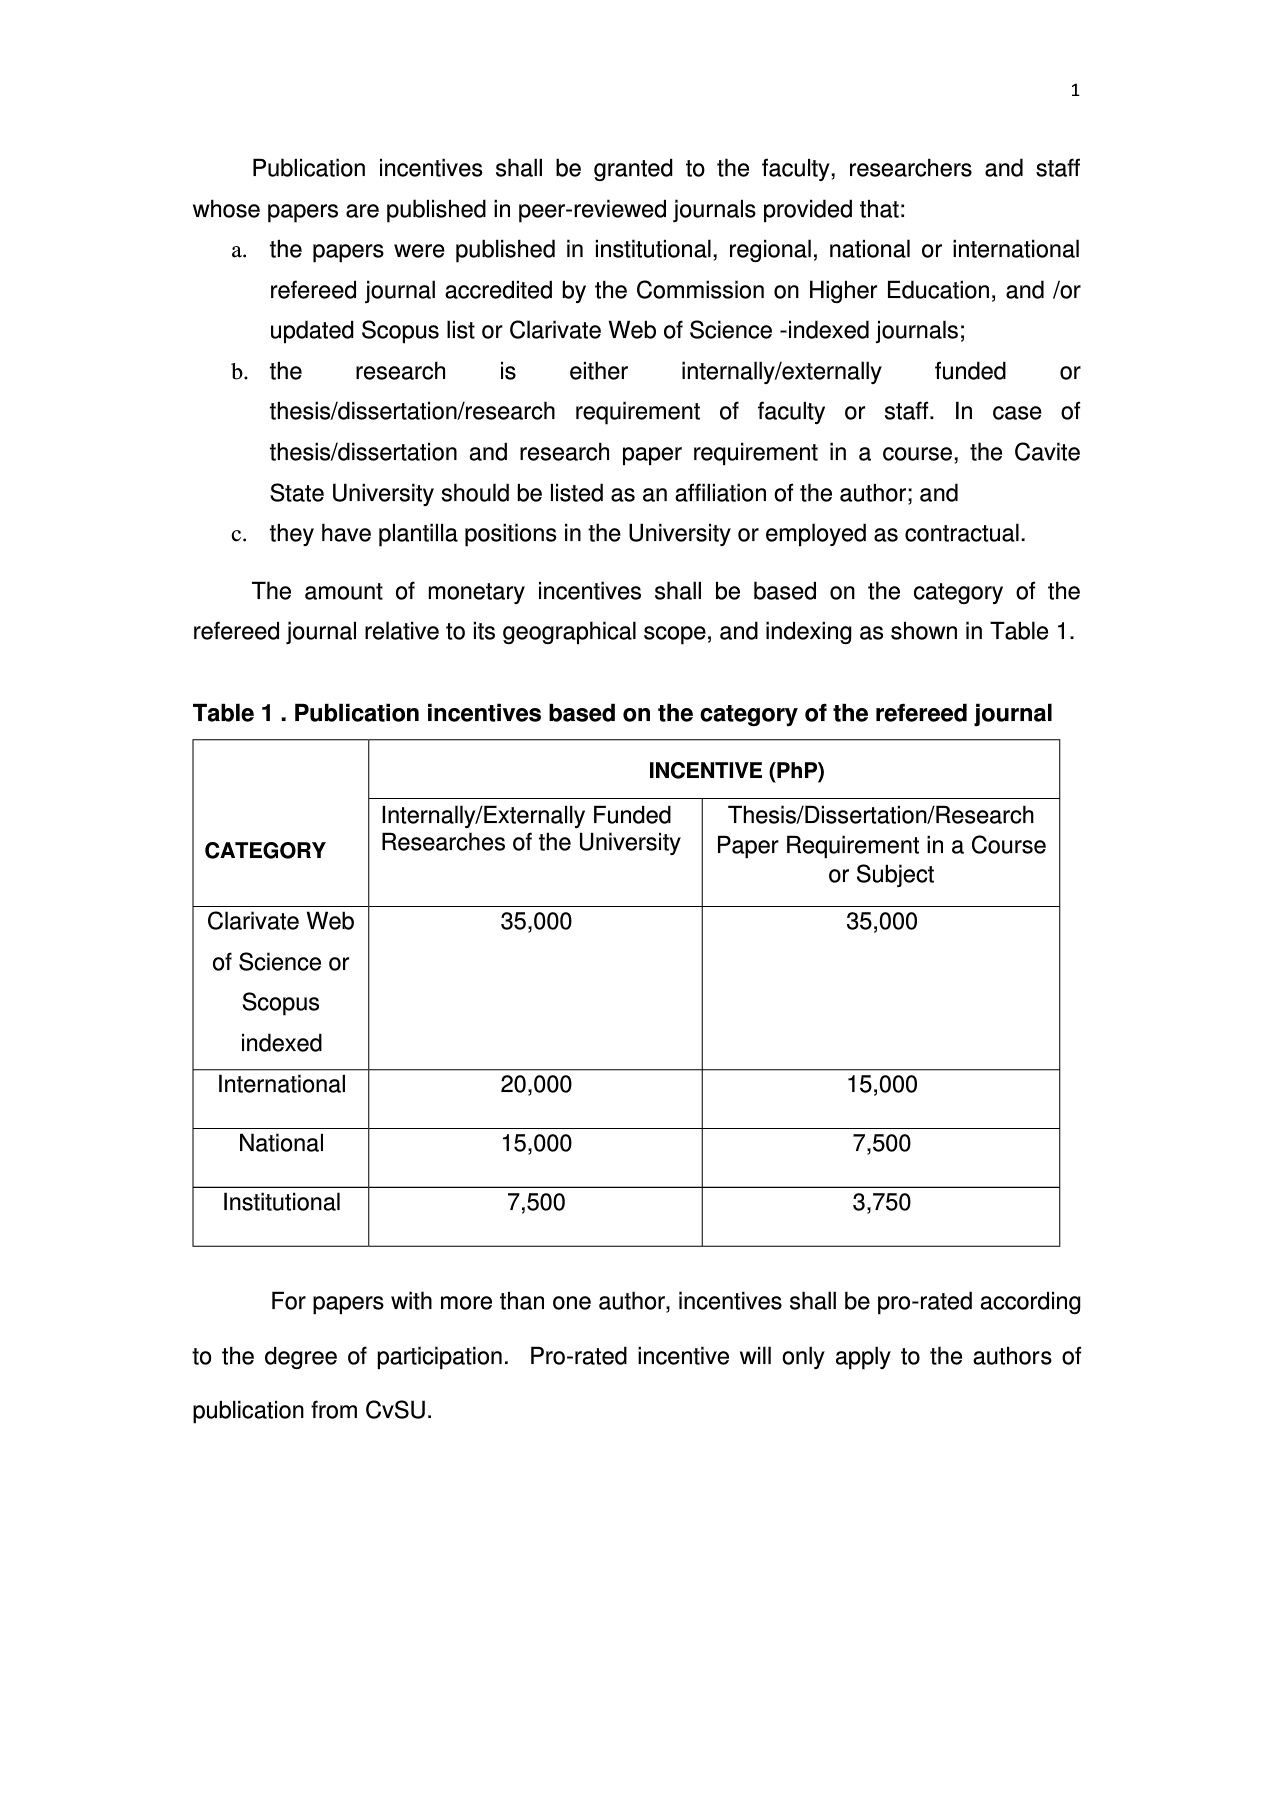 1
Publication incentives shall be granted to the faculty, researchers and staff
whose papers are published in peer-reviewed journals provided that:
a. the papers were published in institutional, regional, national or international
refereed journal accredited by the Commission on Higher Education, and /or
updated Scopus list or Clarivate Web of Science -indexed journals;
b. the research is either internally/externally funded or
thesis/dissertation/research requirement of faculty or staff. In case of
thesis/dissertation and research paper requirement in a course, the Cavite
State University should be listed as an affiliation of the author; and
c. they have plantilla positions in the University or employed as contractual.
The amount of monetary incentives shall be based on the category of the
refereed journal relative to its geographical scope, and indexing as shown in Table 1.
Table 1 . Publication incentives based on the category of the refereed journal
CATEGORY
INCENTIVE (PhP)
Internally/Externally Funded
Researches of the University
Thesis/Dissertation/Research
Paper Requirement in a Course
or Subject
Clarivate Web
of Science or
Scopus
indexed
35,000
35,000
International
20,000
15,000
National
15,000
7,500
Institutional
7,500
3,750
For papers with more than one author, incentives shall be pro-rated according
to the degree of participation. Pro-rated incentive will only apply to the authors of
publication from CvSU.